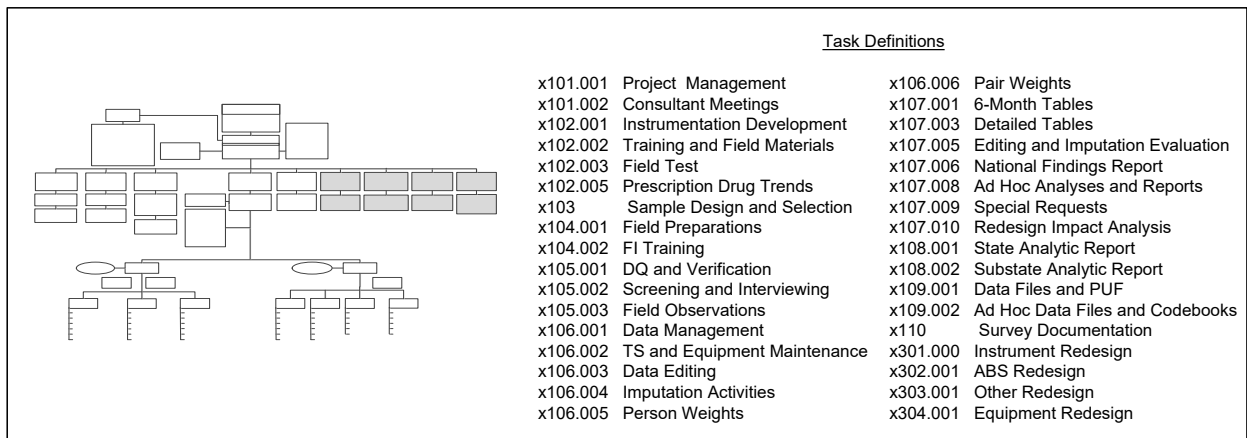 Task Definitions
x101.001 Project Management
x101.002 Consultant Meetings
x102.001 Instrumentation Development
x102.002 Training and Field Materials
x102.003 Field Test
x102.005 Prescription Drug Trends
x103 Sample Design and Selection
x104.001 Field Preparations
x104.002 FI Training
x105.001 DQ and Verification
x105.002 Screening and Interviewing
x105.003 Field Observations
x106.001 Data Management
x106.002 TS and Equipment Maintenance
x106.003 Data Editing
x106.004 Imputation Activities
x106.005 Person Weights
x106.006 Pair Weights
x107.001 6-Month Tables
x107.003 Detailed Tables
x107.005 Editing and Imputation Evaluation
x107.006 National Findings Report
x107.008 Ad Hoc Analyses and Reports
x107.009 Special Requests
x107.010 Redesign Impact Analysis
x108.001 State Analytic Report
x108.002 Substate Analytic Report
x109.001 Data Files and PUF
x109.002 Ad Hoc Data Files and Codebooks
x110 Survey Documentation
x301.000 Instrument Redesign
x302.001 ABS Redesign
x303.001 Other Redesign
x304.001 Equipment Redesign